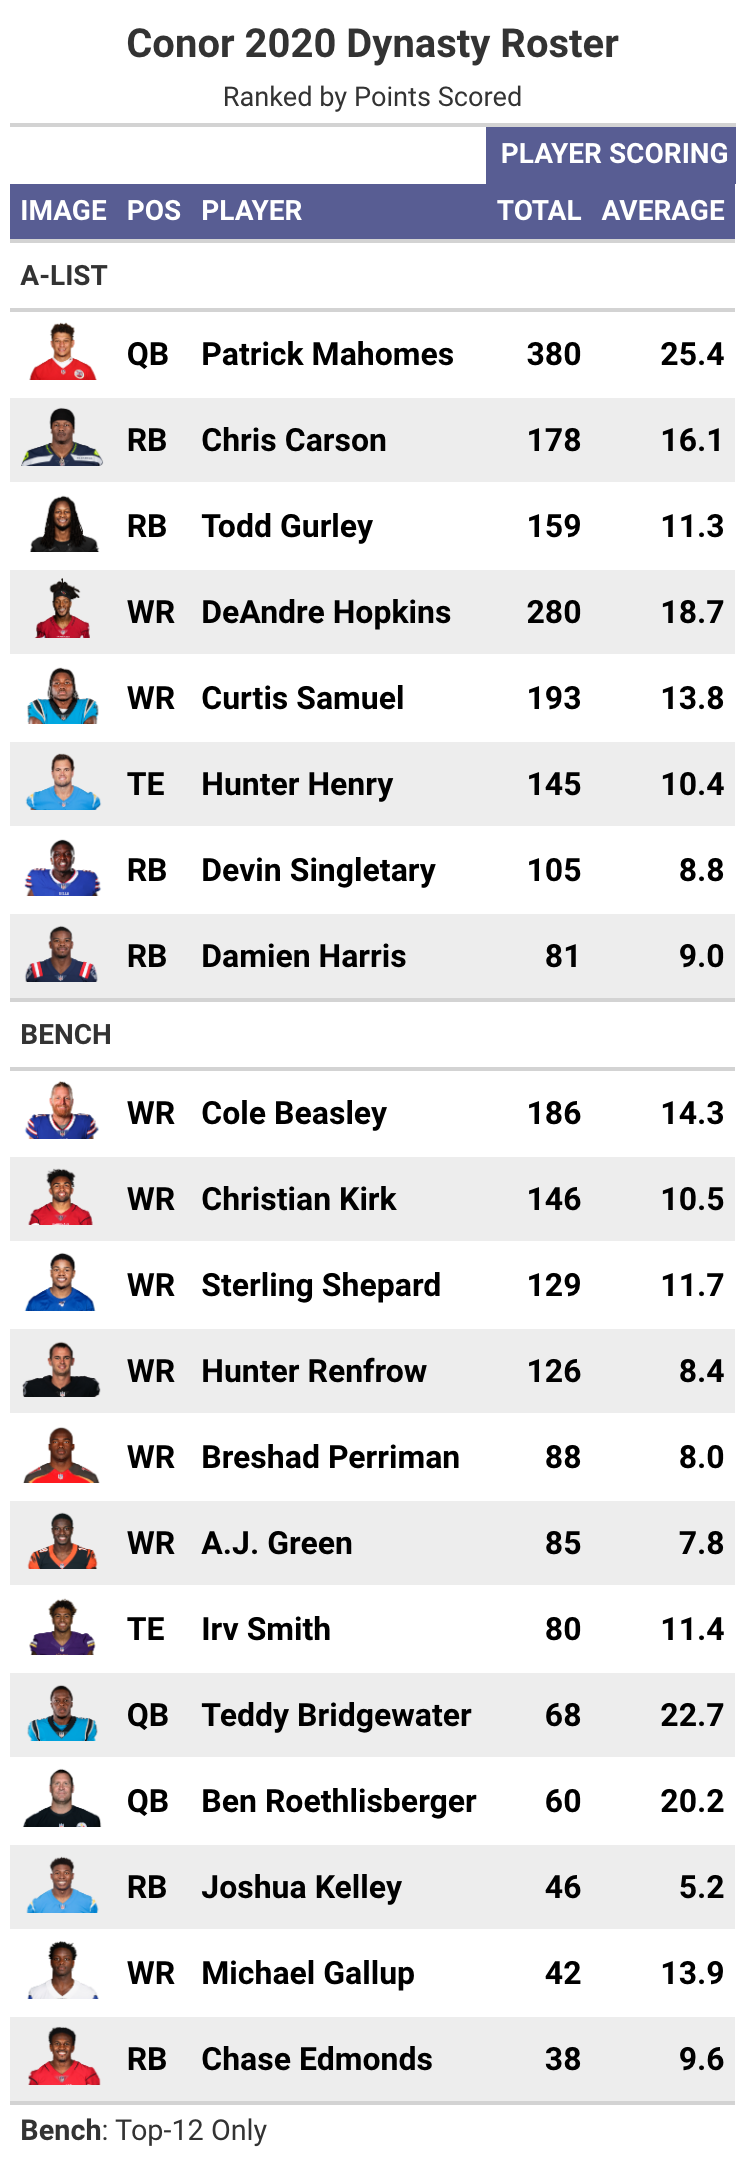 Conor 2020 Dynasty Roster
Ranked by Points Scored
PLAYER SCORING
IMAGE POS PLAYER TOTAL AVERAGE
A-LIST
QB Patrick Mahomes 380 25.4
RB Chris Carson 178 16.1
RB Todd Gurley 159 11.3
WR DeAndre Hopkins 280 18.7
WR Curtis Samuel 193 13.8
TE Hunter Henry 145 10.4
RB Devin Singletary 105 8.8
RB Damien Harris 81 9.0
BENCH
WR Cole Beasley 186 14.3
WR Christian Kirk 146 10.5
WR Sterling Shepard 129 11.7
WR Hunter Renfrow 126 8.4
WR Breshad Perriman 88 8.0
WR A.J. Green 85 7.8
TE Irv Smith 80 11.4
QB Teddy Bridgewater 68 22.7
QB Ben Roethlisberger 60 20.2
RB Joshua Kelley 46 5.2
WR Michael Gallup 42 13.9
RB Chase Edmonds 38 9.6
Bench: Top-12 Only